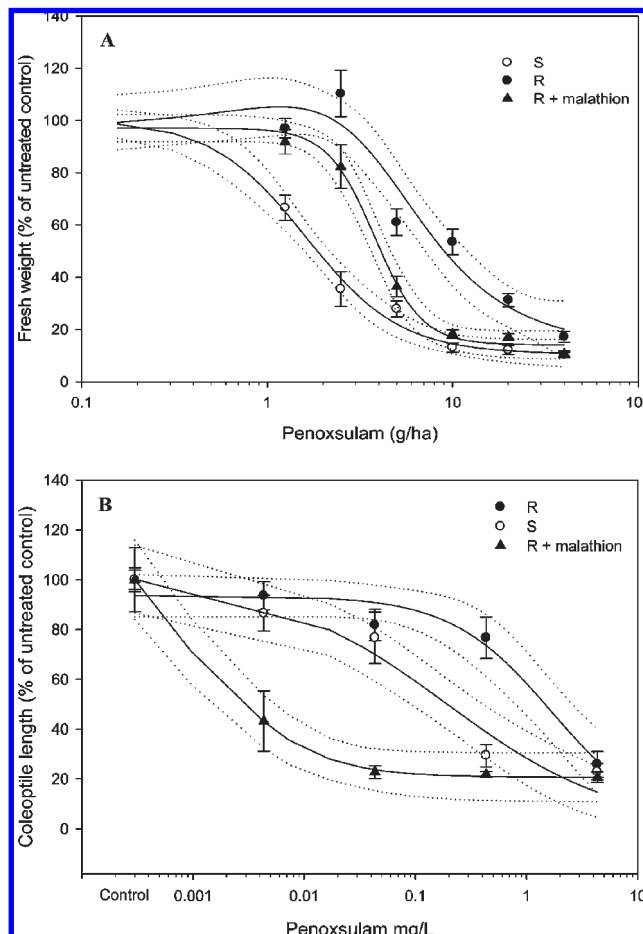 140
A
S
R
R + malathion
120
100
80
60
40
20
0
Fresh weight (% of untreated control)
0.1
1
10
10
Penoxsulam (g/ha)
140
B
R
S
R + malathion
120
100
80
60
40
20
0
Coleoptile length (% of untreated control)
Control
0.001
0.01
0.1
1
10
Penoxsulam mg/L